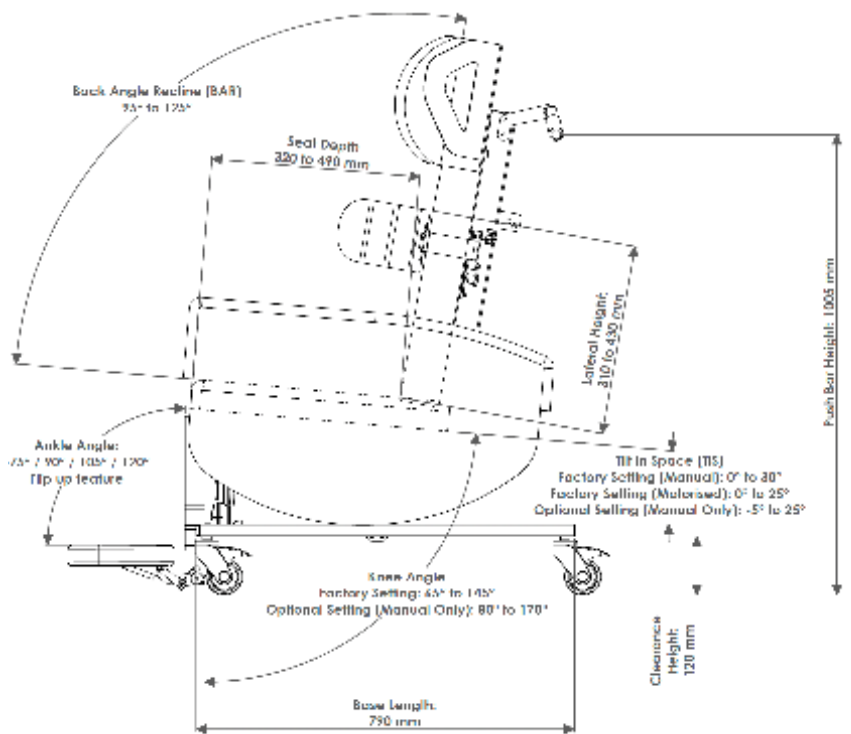 Back Angle Recline (BAR)
95° to 125°
Seat Depth
320 to 490 mm
Lateral Height:
310 to 430 mm
Push Bar Height: 1005 mm
Ankle Angle:
75° / 90° / 105° / 120°
Flip up feature
Tilt in Space (TIS)
Factory Setting (Manual): 0° to 30°
Factory Setting (Motorised): 0° to 25°
Optional Setting (Manual Only): -5° to 25°
Knee Angle
Factory Setting: to 145°
Optional Setting (Manual Only): 80° to 170°
Clearance
Height:
120 mm
Base Length:
790 mm